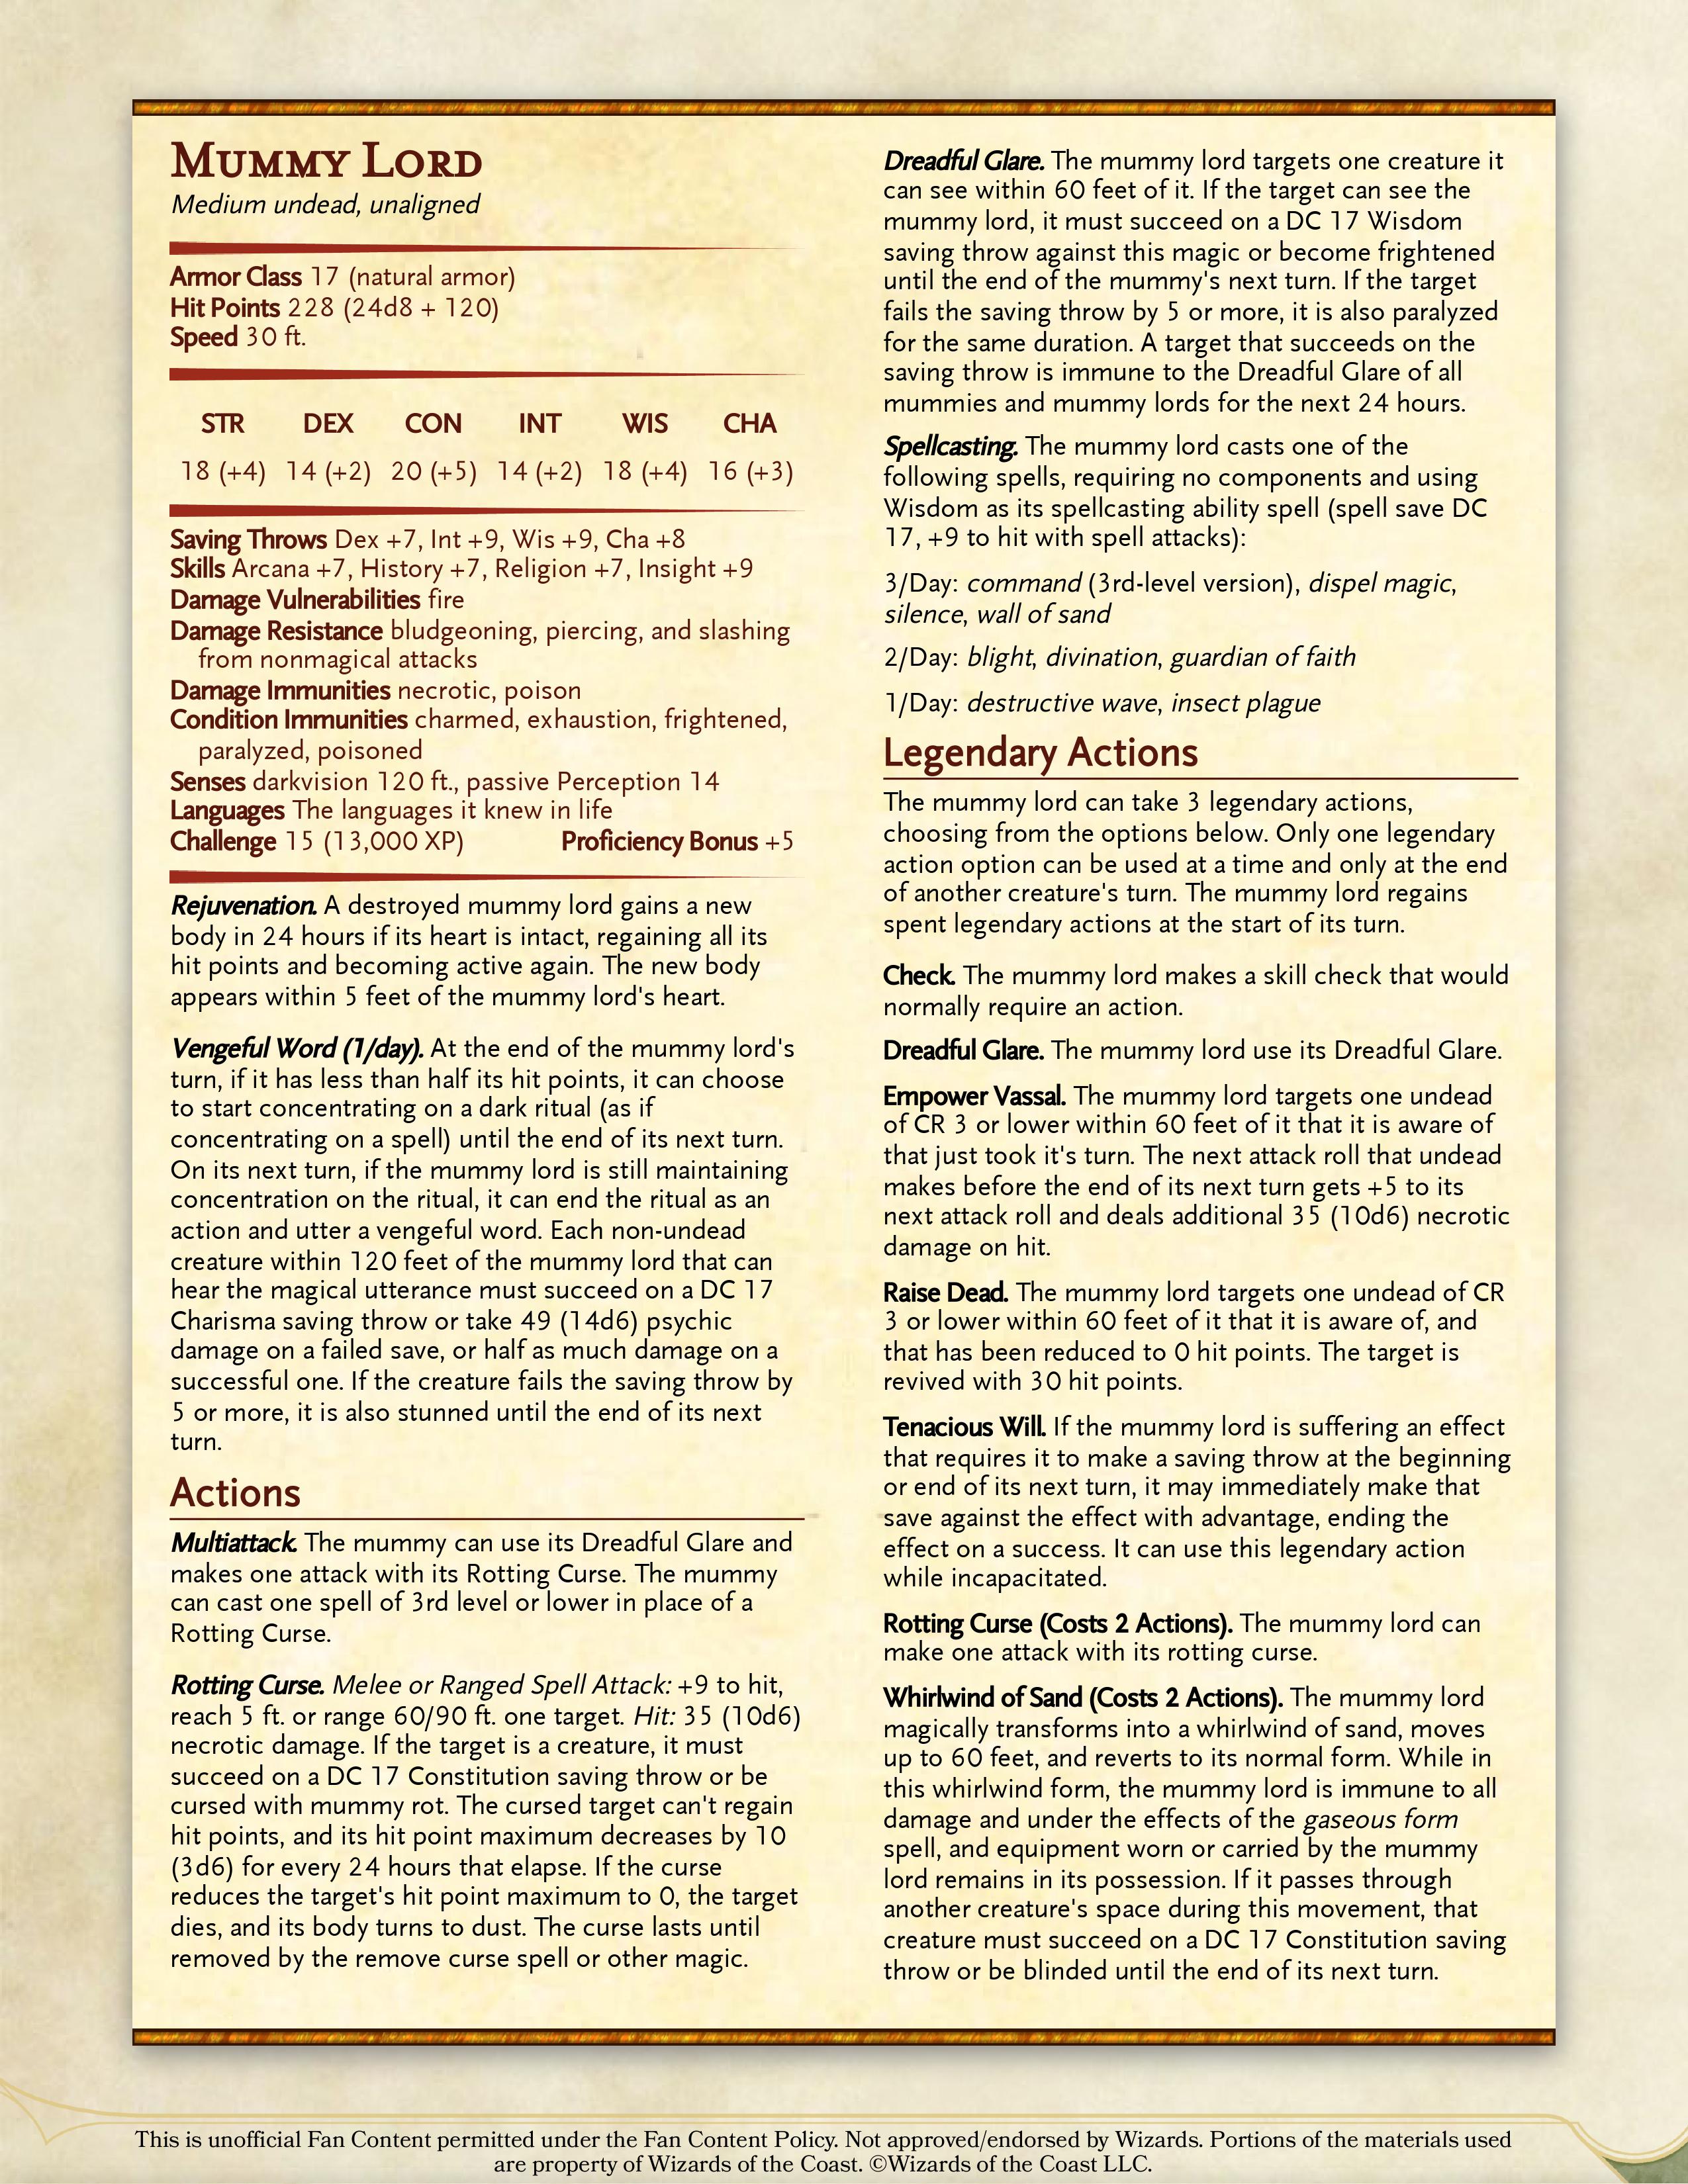 Mummy Lord
Medium undead, unaligned
Armor Class 17 (natural armor)
Hit Points 228 (24d8 + 120)
Speed 30 ft.
STR DEX CON INT WIS CHA
18 (+4) 14 (+2) 20 (+5) 14 (+2) 18 (+4) 16 (+3)
Saving Throws Dex +7, Int +9, Wis +9, Cha +8
Skills Arcana +7, History +7, Religion +7, Insight +9
Damage Vulnerabilities fire
Damage Resistance bludgeoning, piercing, and slashing
from nonmagical attacks
Damage Immunities necrotic, poison
Condition Immunities charmed, exhaustion, frightened,
paralyzed, poisoned
Senses darkvision 120 ft., passive Perception 14
Languages The languages it knew in life
Challenge 15 (13,000 XP) Proficiency Bonus +5
Rejuvenation. A destroyed mummy lord gains a new
body in 24 hours if its heart is intact, regaining all its
hit points and becoming active again. The new body
appears within 5 feet of the mummy lord's heart.
Vengeful Word (1/day). At the end of the mummy lord's
turn, if it has less than half its hit points, it can choose
to start concentrating on a dark ritual (as if
concentrating on a spell) until the end of its next turn.
On its next turn, if the mummy lord is still maintaining
concentration on the ritual, it can end the ritual as an
action and utter a vengeful word. Each non-undead
creature within 120 feet of the mummy lord that can
hear the magical utterance must succeed on a DC 17
Charisma saving throw or take 49 (14d6) psychic
damage on a failed save, or half as much damage on a
successful one. If the creature fails the saving throw by
5 or more, it is also stunned until the end of its next
turn.
Actions
Multiattack. The mummy can use its Dreadful Glare and
makes one attack with its Rotting Curse. The mummy
can cast one spell of 3rd level or lower in place of a
Rotting Curse.
Rotting Curse. Melee or Ranged Spell Attack: +9 to hit,
reach 5 ft. or range 60/90 ft. one target. Hit: 35 (10d6)
necrotic damage. If the target is a creature, it must
succeed on a DC 17 Constitution saving throw or be
cursed with mummy rot. The cursed target can't regain
hit points, and its hit point maximum decreases by 10
(3d6) for every 24 hours that elapse. If the curse
reduces the target's hit point maximum to 0, the target
dies, and its body turns to dust. The curse lasts until
removed by the remove curse spell or other magic.
Dreadful Glare. The mummy lord targets one creature it
can see within 60 feet of it. If the target can see the
mummy lord, it must succeed on a DC 17 Wisdom
saving throw against this magic or become frightened
until the end of the mummy's next turn. If the target
fails the saving throw by 5 or more, it is also paralyzed
for the same duration. A target that succeeds on the
saving throw is immune to the Dreadful Glare of all
mummies and mummy lords for the next 24 hours.
Spellcasting. The mummy lord casts one of the
following spells, requiring no components and using
Wisdom as its spellcasting ability spell (spell save DC
17, +9 to hit with spell attacks):
3/Day: command (3rd-level version), dispel magic,
silence, wall of sand
2/Day: blight, divination, guardian of faith
1/Day: destructive wave, insect plague
Legendary Actions
The mummy lord can take 3 legendary actions,
choosing from the options below. Only one legendary
action option can be used at a time and only at the end
of another creature's turn. The mummy lord regains
spent legendary actions at the start of its turn.
Check. The mummy lord makes a skill check that would
normally require an action.
Dreadful Glare. The mummy lord use its Dreadful Glare.
Empower Vassal. The mummy lord targets one undead
of CR 3 or lower within 60 feet of it that it is aware of
that just took it's turn. The next attack roll that undead
makes before the end of its next turn gets +5 to its
next attack roll and deals additional 35 (10d6) necrotic
damage on hit.
Raise Dead. The mummy lord targets one undead of CR
3 or lower within 60 feet of it that it is aware of, and
that has been reduced to 0 hit points. The target is
revived with 30 hit points.
Tenacious Will. If the mummy lord is suffering an effect
that requires it to make a saving throw at the beginning
or end of its next turn, it may immediately make that
save against the effect with advantage, ending the
effect on a success. It can use this legendary action
while incapacitated.
Rotting Curse (Costs 2 Actions). The mummy lord can
make one attack with its rotting curse.
Whirlwind of Sand (Costs 2 Actions). The mummy lord
magically transforms into a whirlwind of sand, moves
up to 60 feet, and reverts to its normal form. While in
this whirlwind form, the mummy lord is immune to all
damage and under the effects of the gaseous form
spell, and equipment worn or carried by the mummy
lord remains in its possession. If it passes through
another creature's space during this movement, that
creature must succeed on a DC 17 Constitution saving
throw or be blinded until the end of its next turn.
This is unofficial Fan Content permitted under the Fan Content Policy. Not approved/endorsed by Wizards. Portions of the materials used
are property of Wizards of the Coast. ©Wizards of the Coast LLC.